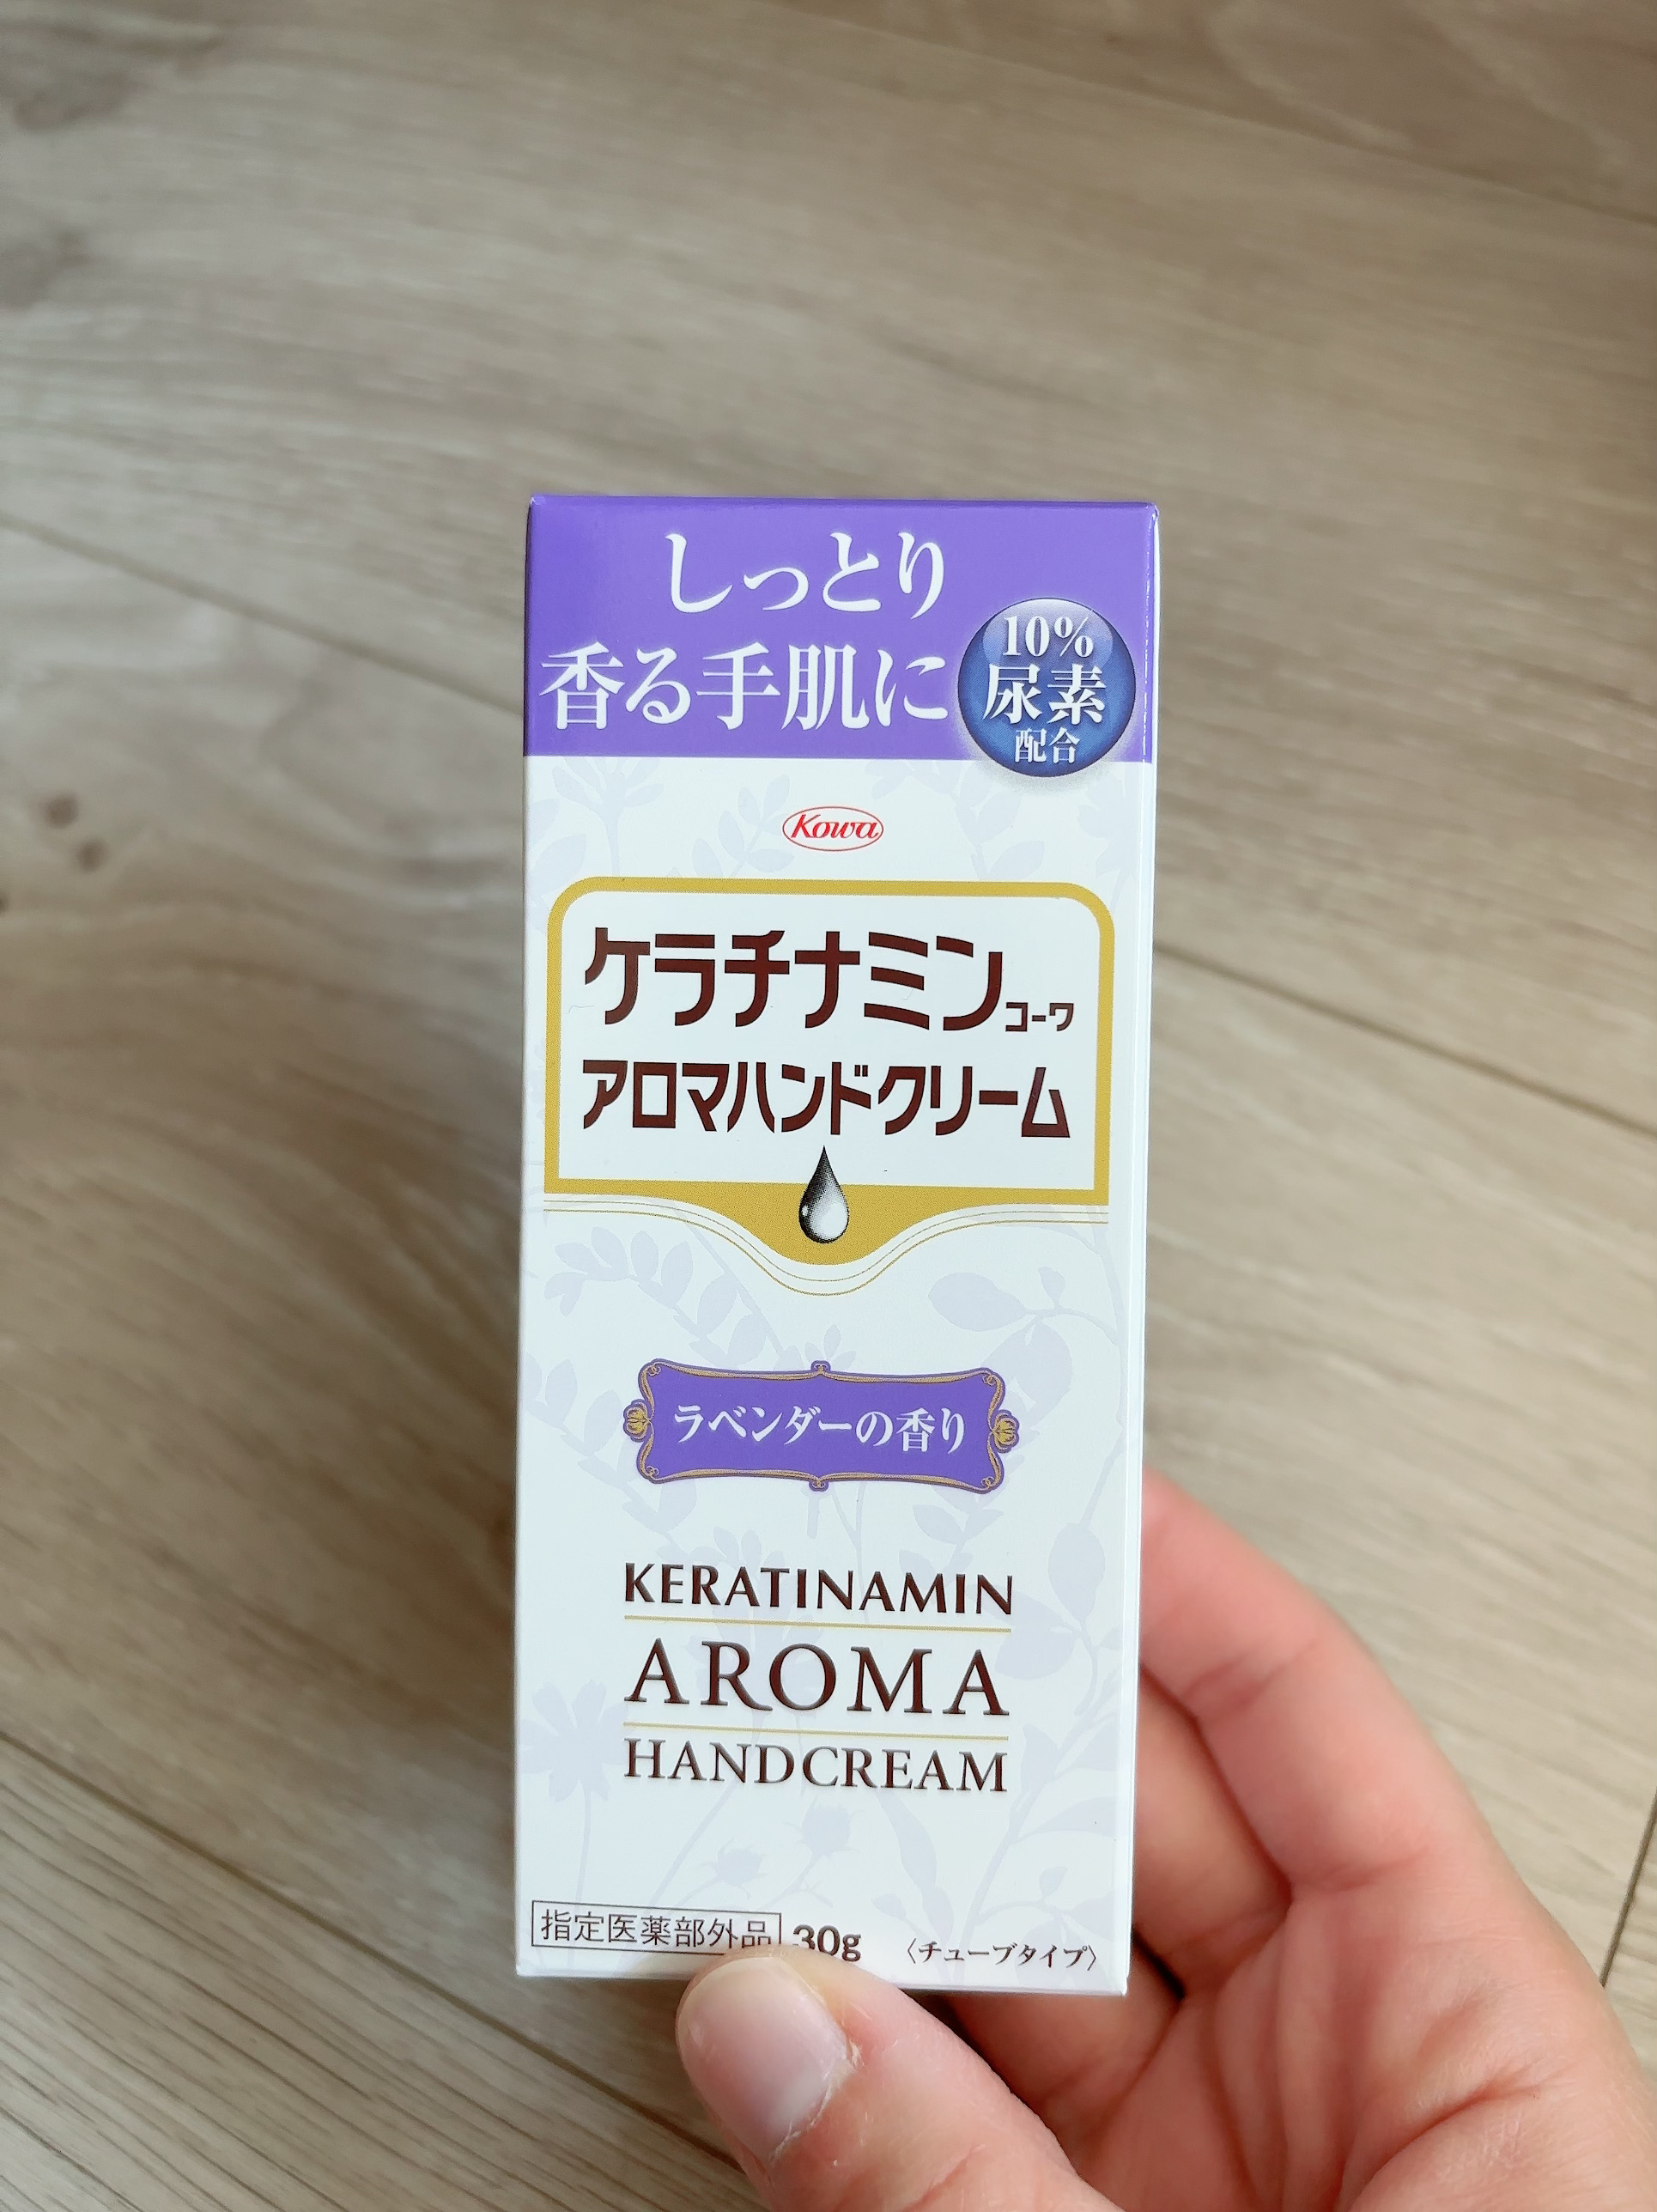 しっとり
香る手肌に
10%
尿素
配合
Kowa
ケラチナミンコーワ
アロマハンドクリーム
ラベンダーの香り
KERATINAMIN
AROMA
HANDCREAM
指定医薬部外品 30g 〈チューブタイプ〉